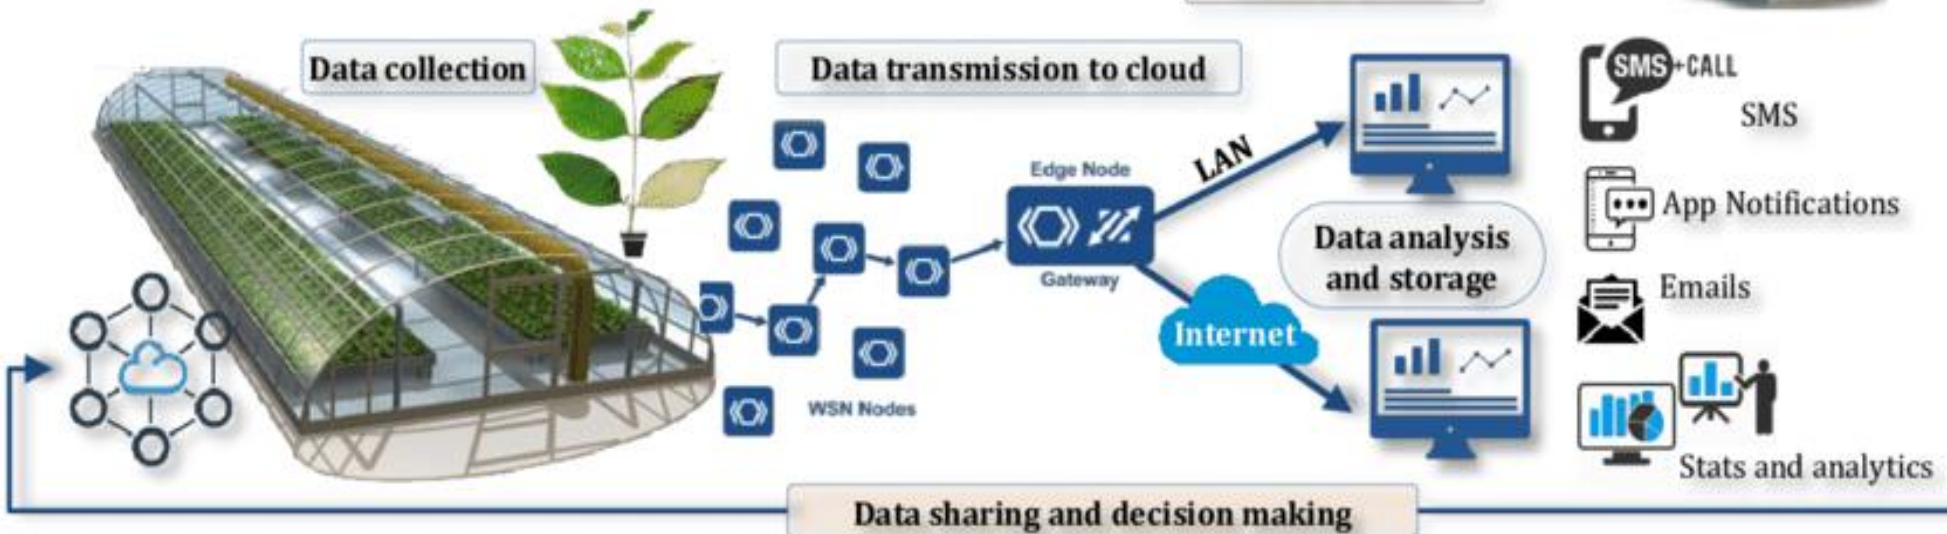 Data collection
Data transmission to cloud
SMS+CALL
SMS
LAN
Edge Node
Gateway
App Notifications
Data analysis
and storage
Emails
Internet
WSN Nodes
Stats and analytics
Data sharing and decision making